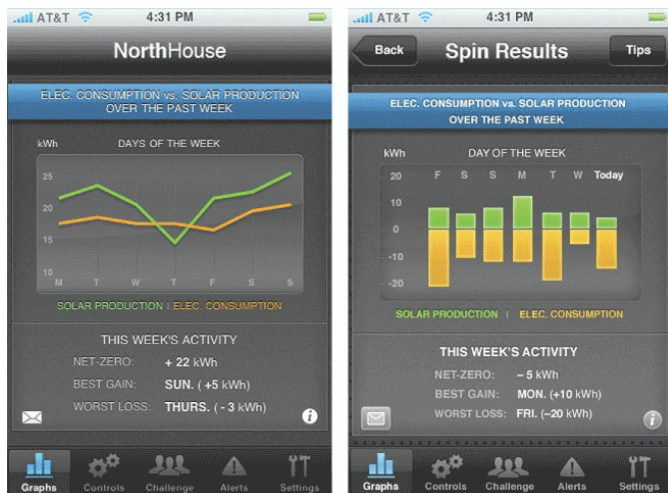 AT&T 4:31 PM
NorthHouse
ELEC. CONSUMPTION vs. SOLAR PRODUCTION
OVER THE PAST WEEK
kWh DAYS OF THE WEEK
25
20
15
10
M T W T F S S
SOLAR PRODUCTION | ELEC. CONSUMPTION
THIS WEEK'S ACTIVITY
NET-ZERO: + 22 kWh
BEST GAIN: SUN. ( +5 kWh)
WORST LOSS: THURS. ( - 3 kWh)
i
Graphs Controls Challenge Alerts Settings
AT&T 4:31 PM
Back Spin Results Tips
ELEC. CONSUMPTION vs. SOLAR PRODUCTION
OVER THE PAST WEEK
kWh DAY OF THE WEEK
20 F S S M T W Today
10
0
-10
-20
SOLAR PRODUCTION | ELEC. CONSUMPTION
THIS WEEK'S ACTIVITY
NET-ZERO: – 5 kWh
BEST GAIN: MON. (+10 kWh)
WORST LOSS: FRI. (–20 kWh)
i
Graphs Controls Challenge Alerts Settings